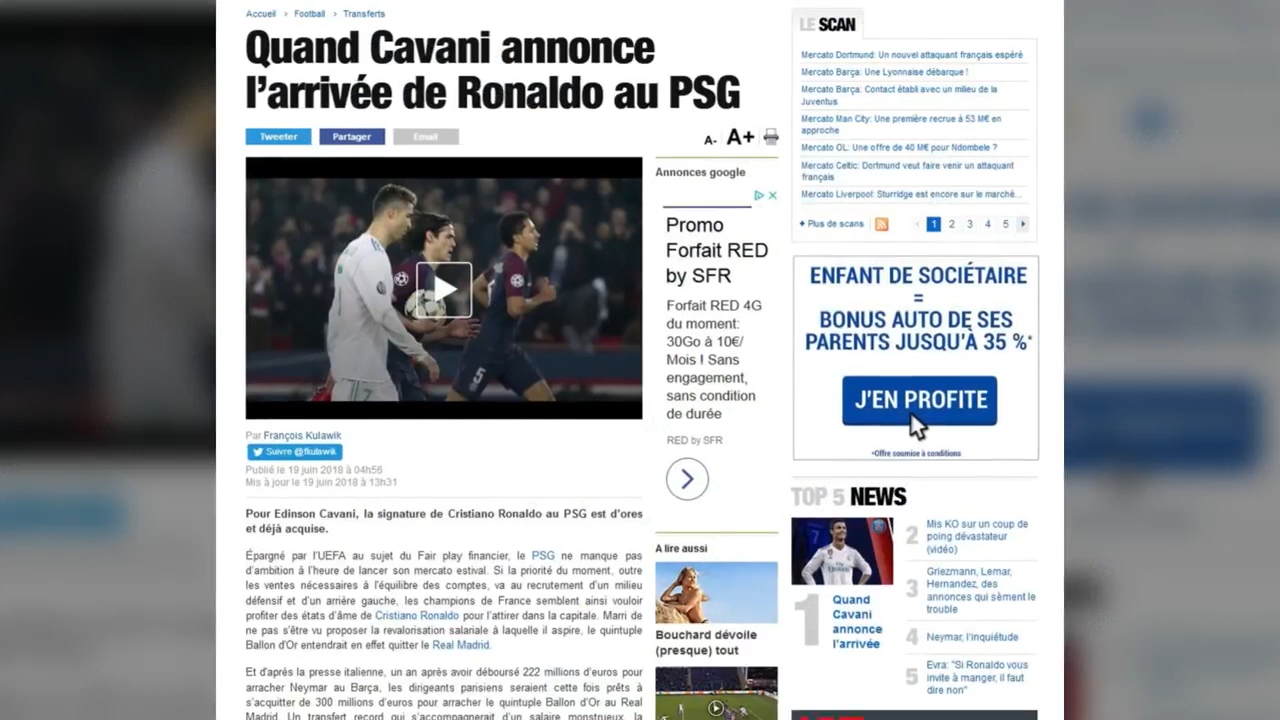 Accueil > Football > Transferts
Quand Cavani annonce
l'arrivée de Ronaldo au PSG
Tweeter
Partager
Email
A- A+
Par François Kulawik
Suivre @fkulawik
Publié le 19 juin 2018 à 04h56
Mis à jour le 19 juin 2018 à 13h31
Pour Edinson Cavani, la signature de Cristiano Ronaldo au PSG est d'ores
et déjà acquise.
Épargné par l'UEFA au sujet du Fair play financier, le PSG ne manque pas
d'ambition à l'heure de lancer son mercato estival. Si la priorité du moment, outre
les ventes nécessaires à l'équilibre des comptes, va au recrutement d'un milieu
défensif et d'un arrière gauche, les champions de France semblent ainsi vouloir
profiter des états d'âme de Cristiano Ronaldo pour l'attirer dans la capitale. Marri de
ne pas s'être vu proposer la revalorisation salariale à laquelle il aspire, le quintuple
Ballon d'Or entendrait en effet quitter le Real Madrid.
Et d'après la presse italienne, un an après avoir déboursé 222 millions d'euros pour
arracher Neymar au Barça, les dirigeants parisiens seraient cette fois prêts à
s'acquitter de 300 millions d'euros pour arracher le quintuple Ballon d'Or au Real
Madrid. Un transfert record qui s'accompagnerait d'un salaire monstrueux, la
Annonces google
Promo
Forfait RED
by SFR
Forfait RED 4G
du moment:
30Go à 10€/
Mois ! Sans
engagement,
sans condition
de durée
RED by SFR
A lire aussi
Bouchard dévoile
(presque) tout
LE SCAN
Mercato Dortmund: Un nouvel attaquant français espéré
Mercato Barça: Une Lyonnaise débarque !
Mercato Barça: Contact établi avec un milieu de la
Juventus
Mercato Man City: Une première recrue à 53 M€ en
approche
Mercato OL: Une offre de 40 M€ pour Ndombele ?
Mercato Celtic: Dortmund veut faire venir un attaquant
français
Mercato Liverpool: Sturridge est encore sur le marché...
+ Plus de scans
1 2 3 4 5
ENFANT DE SOCIÉTAIRE
=
BONUS AUTO DE SES
PARENTS JUSQU'À 35 %*
J'EN PROFITE
*Offre soumise à conditions
TOP 5 NEWS
1 Quand
Cavani
annonce
l'arrivée
2 Mis KO sur un coup de
poing dévastateur
(vidéo)
3 Griezmann, Lemar,
Hernandez, des
annonces qui sèment le
trouble
4 Neymar, l'inquiétude
5 Evra: "Si Ronaldo vous
invite à manger, il faut
dire non"